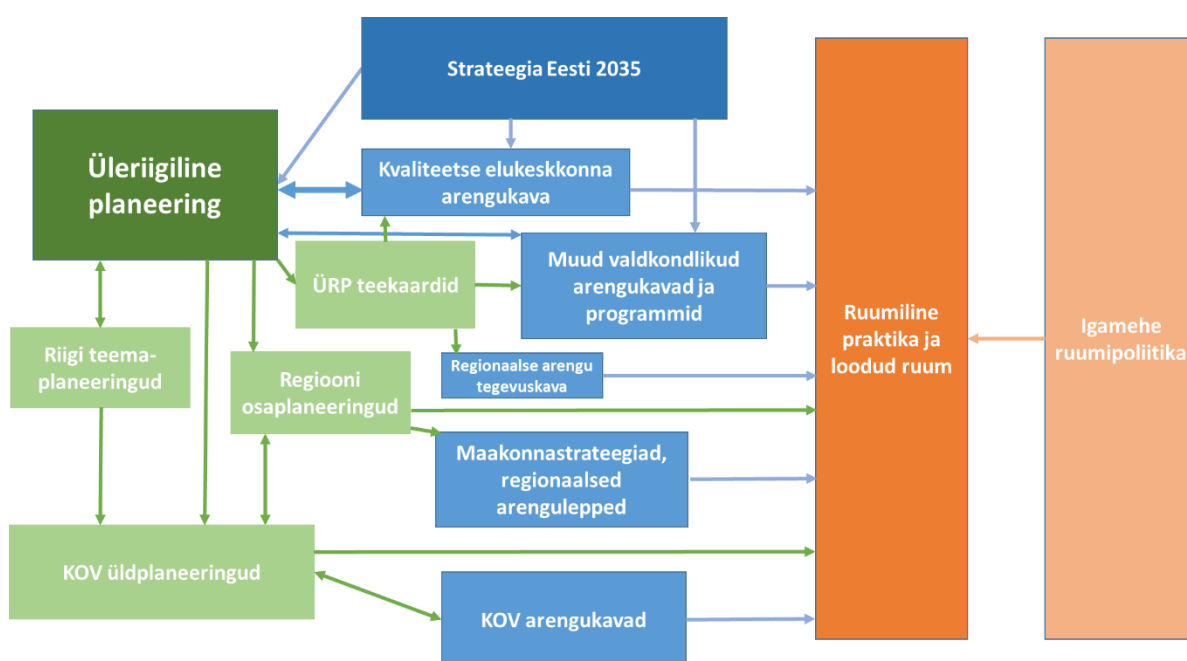 Strateegia Eesti 2035
Üleriigiline
planeering
Kvaliteetse elukeskkonna
arengukava
ÜRP teekaardid
Muud valdkondlikud
arengukavad ja
programmid
Riigi teema-
planeeringud
Regiooni
osaplaneeringud
Regionaalse arengu
tegevuskava
Maakonnastrateegiad,
regionaalsed
arengulepped
KOV üldplaneeringud
KOV arengukavad
Ruumiline
praktika ja
loodud ruum
Igamehe
ruumipoliitika